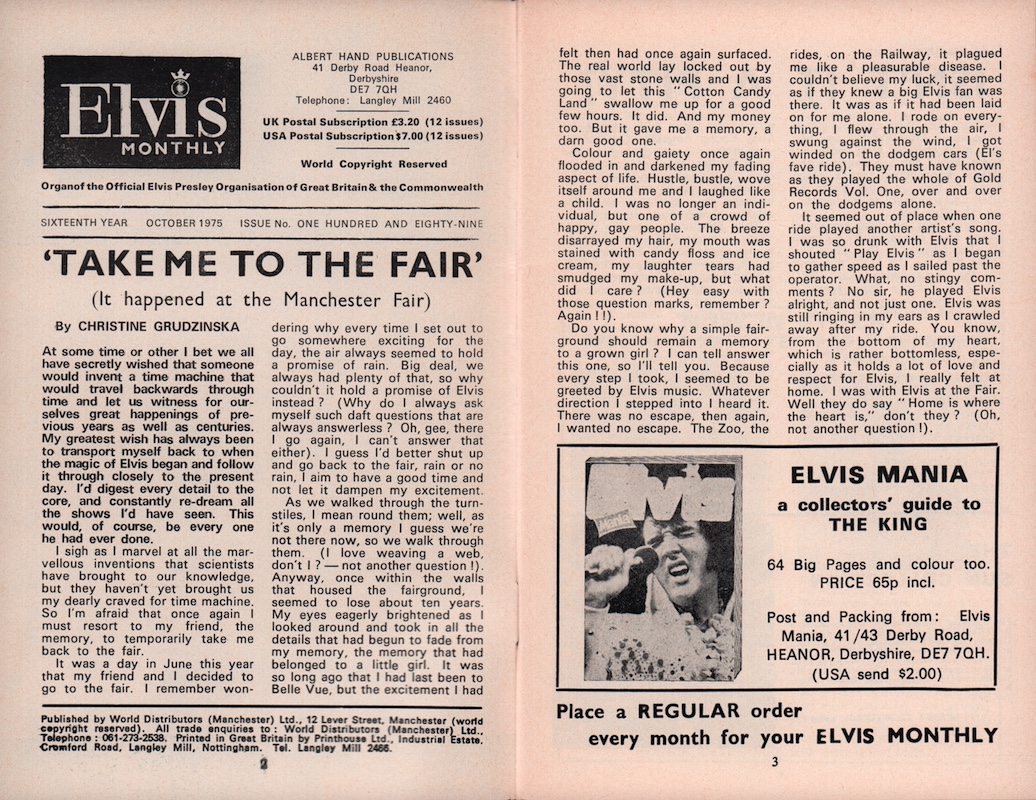 Elvis
MONTHLY
ALBERT HAND PUBLICATIONS
41 Derby Road Heanor,
Derbyshire
DE7 7QH
Telephone: Langley Mill 2460
UK Postal Subscription £3.20 (12 issues)
USA Postal Subscription $7.00 (12 issues)
World Copyright Reserved
Organ of the Official Elvis Presley Organisation of Great Britain & the Commonwealth
SIXTEENTH YEAR OCTOBER 1975 ISSUE No. ONE HUNDRED AND EIGHTY-NINE
'TAKE ME TO THE FAIR'
(It happened at the Manchester Fair)
By CHRISTINE GRUDZINSKA
At some time or other I bet we all
have secretly wished that someone
would invent a time machine that
would travel backwards through
time and let us witness for our-
selves great happenings of pre-
vious years as well as centuries.
My greatest wish has always been
to transport myself back to when
the magic of Elvis began and follow
it through closely to the present
day. I'd digest every detail to the
core, and constantly re-dream all
the shows I'd have seen. This
would, of course, be every one
he had ever done.
I sigh as I marvel at all the mar-
vellous inventions that scientists
have brought to our knowledge,
but they haven't yet brought us
my dearly craved for time machine.
So I'm afraid that once again I
must resort to my friend, the
memory, to temporarily take me
back to the fair.
It was a day in June this year
that my friend and I decided to
go to the fair. I remember won-
dering why every time I set out to
go somewhere exciting for the
day, the air always seemed to hold
a promise of rain. Big deal, we
always had plenty of that, so why
couldn't it hold a promise of Elvis
instead? (Why do I always ask
myself such daft questions that are
always answerless? Oh, gee, there
I go again, I can't answer that
either). I guess I'd better shut up
and go back to the fair, rain or no
rain, I aim to have a good time and
not let it dampen my excitement.
As we walked through the turn-
stiles, I mean round them; well, as
it's only a memory I guess we're
not there now, so we walk through
them. (I love weaving a web,
don't I? — not another question!).
Anyway, once within the walls
that housed the fairground, I
seemed to lose about ten years.
My eyes eagerly brightened as I
looked around and took in all the
details that had begun to fade from
my memory, the memory that had
belonged to a little girl. It was
so long ago that I had last been to
Belle Vue, but the excitement I had
Published by World Distributors (Manchester) Ltd., 12 Lever Street, Manchester (world
copyright reserved). All trade enquiries to: World Distributors (Manchester) Ltd.,
Telephone: 061-273-2538. Printed in Great Britain by Printhouse Ltd., Industrial Estate,
Cromford Road, Langley Mill, Nottingham. Tel. Langley Mill 2466.
2
felt then had once again surfaced.
The real world lay locked out by
those vast stone walls and I was
going to let this "Cotton Candy
Land" swallow me up for a good
few hours. It did. And my money
too. But it gave me a memory, a
darn good one.
Colour and gaiety once again
flooded in and darkened my fading
aspect of life. Hustle, bustle, wove
itself around me and I laughed like
a child. I was no longer an indi-
vidual, but one of a crowd of
happy, gay people. The breeze
disarrayed my hair, my mouth was
stained with candy floss and ice
cream, my laughter tears had
smudged my make-up, but what
did I care? (Hey easy with
those question marks, remember?
Again!!).
Do you know why a simple fair-
ground should remain a memory
to a grown girl? I can tell answer
this one, so I'll tell you. Because
every step I took, I seemed to be
greeted by Elvis music. Whatever
direction I stepped into I heard it.
There was no escape, then again,
I wanted no escape. The Zoo, the
rides, on the Railway, it plagued
me like a pleasurable disease. I
couldn't believe my luck, it seemed
as if they knew a big Elvis fan was
there. It was as if it had been laid
on for me alone. I rode on every-
thing, I flew through the air, I
swung against the wind, I got
winded on the dodgem cars (El's
fave ride). They must have known
as they played the whole of Gold
Records Vol. One, over and over
on the dodgems alone.
It seemed out of place when one
ride played another artist's song.
I was so drunk with Elvis that I
shouted "Play Elvis" as I began
to gather speed as I sailed past the
operator. What, no stingy com-
ments? No sir, he played Elvis
alright, and not just one. Elvis was
still ringing in my ears as I crawled
away after my ride. You know,
from the bottom of my heart,
which is rather bottomless, espe-
cially as it holds a lot of love and
respect for Elvis, I really felt at
home. I was with Elvis at the Fair.
Well they do say "Home is where
the heart is," don't they? (Oh,
not another question!).
ELVIS MANIA
a collectors' guide to
THE KING
64 Big Pages and colour too.
PRICE 65p incl.
Post and Packing from: Elvis
Mania, 41/43 Derby Road,
HEANOR, Derbyshire, DE7 7QH.
(USA send $2.00)
Place a REGULAR order
every month for your ELVIS MONTHLY
3